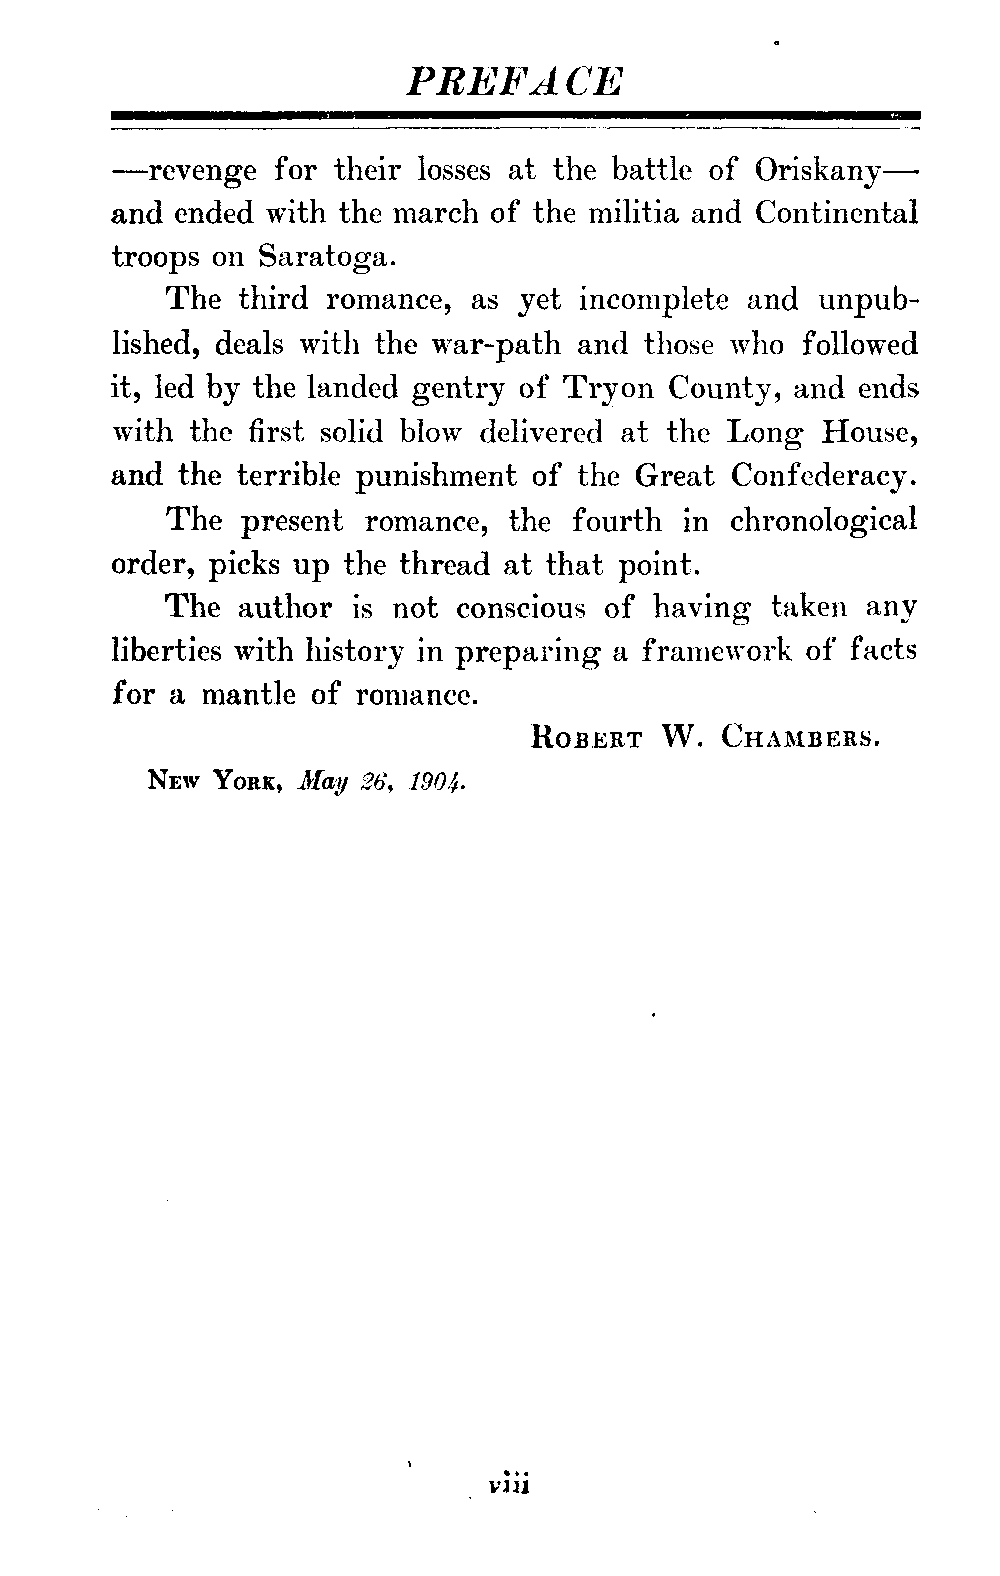 PREFACE
—revenge for their losses at the battle of Oriskany—
and ended with the march of the militia and Continental
troops on Saratoga.
The third romance, as yet incomplete and unpub-
lished, deals with the war-path and those who followed
it, led by the landed gentry of Tryon County, and ends
with the first solid blow delivered at the Long House,
and the terrible punishment of the Great Confederacy.
The present romance, the fourth in chronological
order, picks up the thread at that point.
The author is not conscious of having taken any
liberties with history in preparing a framework of facts
for a mantle of romance.
ROBERT W. CHAMBERS.
NEW YORK, May 26, 1904.
viii